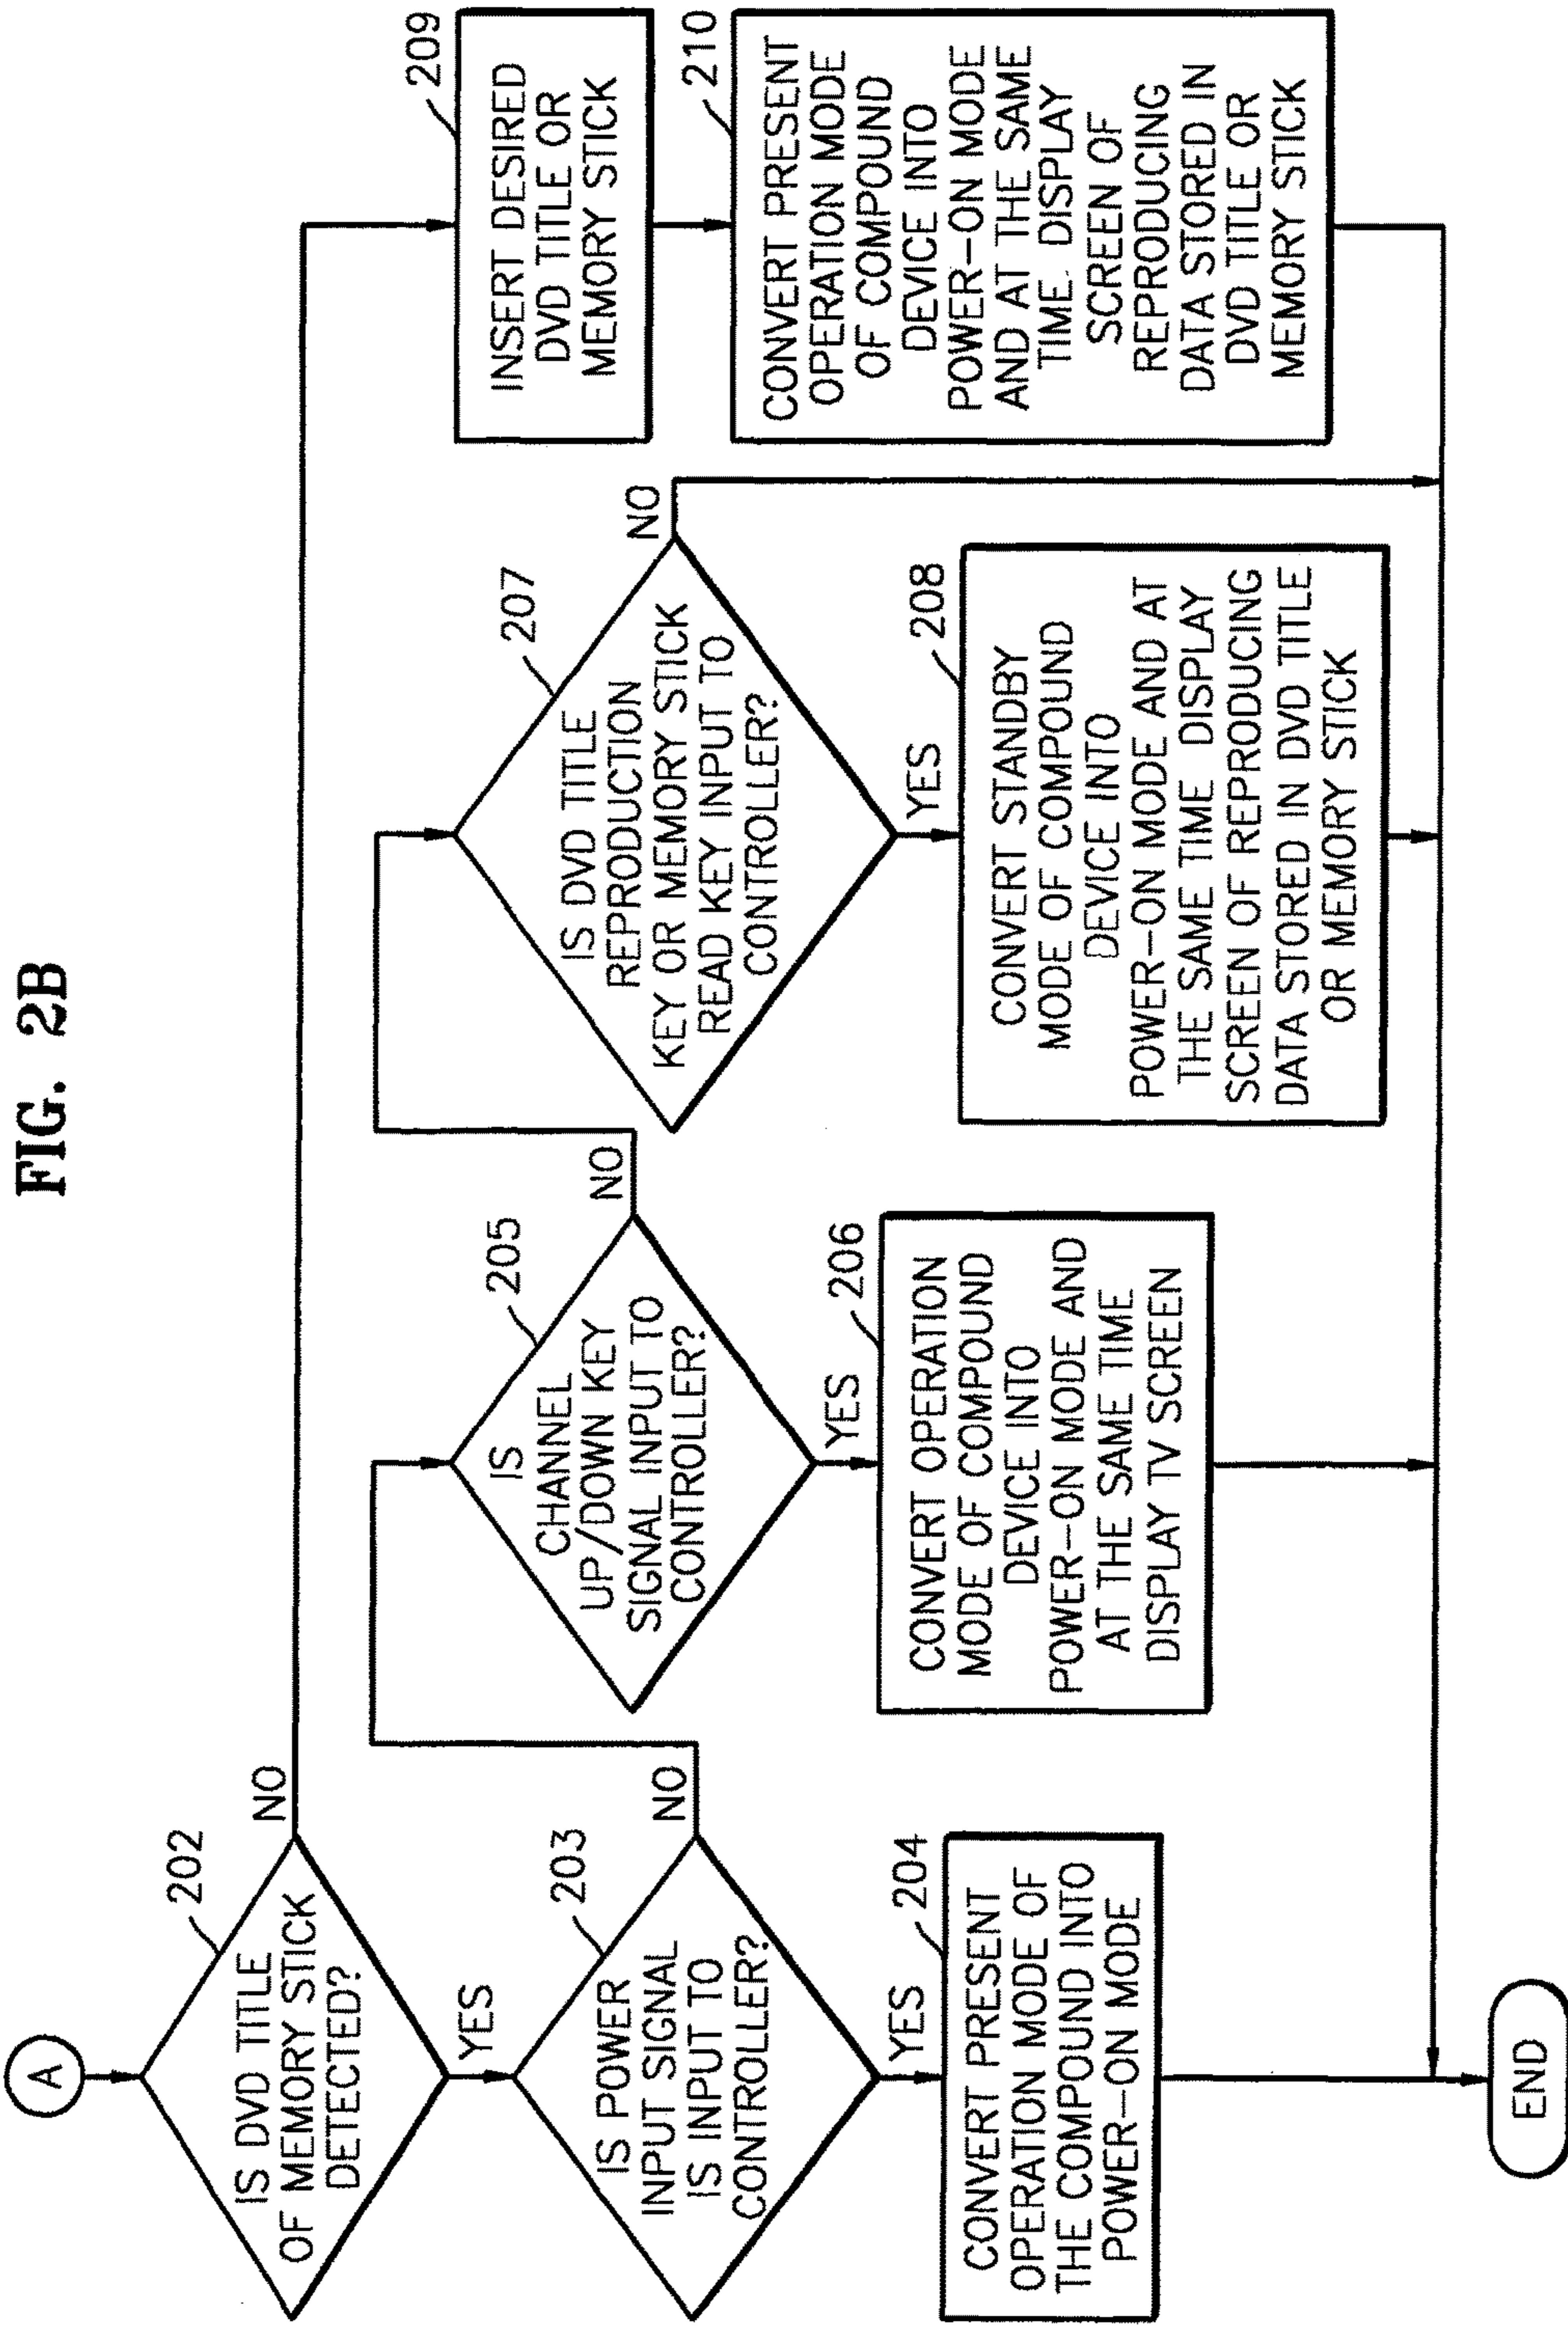 FIG. 2B
A
202
IS DVD TITLE
OF MEMORY STICK
DETECTED?
NO
YES
203
IS POWER
INPUT SIGNAL
IS INPUT TO
CONTROLLER?
NO
YES
204
CONVERT PRESENT
OPERATION MODE OF
THE COMPOUND INTO
POWER-ON MODE
205
IS
CHANNEL
UP/DOWN KEY
SIGNAL INPUT TO
CONTROLLER?
NO
YES
206
CONVERT OPERATION
MODE OF COMPOUND
DEVICE INTO
POWER-ON MODE AND
AT THE SAME TIME
DISPLAY TV SCREEN
207
IS DVD TITLE
REPRODUCTION
KEY OR MEMORY STICK
READ KEY INPUT TO
CONTROLLER?
NO
YES
208
CONVERT STANDBY
MODE OF COMPOUND
DEVICE INTO
POWER-ON MODE AND AT
THE SAME TIME DISPLAY
SCREEN OF REPRODUCING
DATA STORED IN DVD TITLE
OR MEMORY STICK
209
INSERT DESIRED
DVD TITLE OR
MEMORY STICK
210
CONVERT PRESENT
OPERATION MODE
OF COMPOUND
DEVICE INTO
POWER-ON MODE
AND AT THE SAME
TIME. DISPLAY
SCREEN OF
REPRODUCING
DATA STORED IN
DVD TITLE OR
MEMORY STICK
END